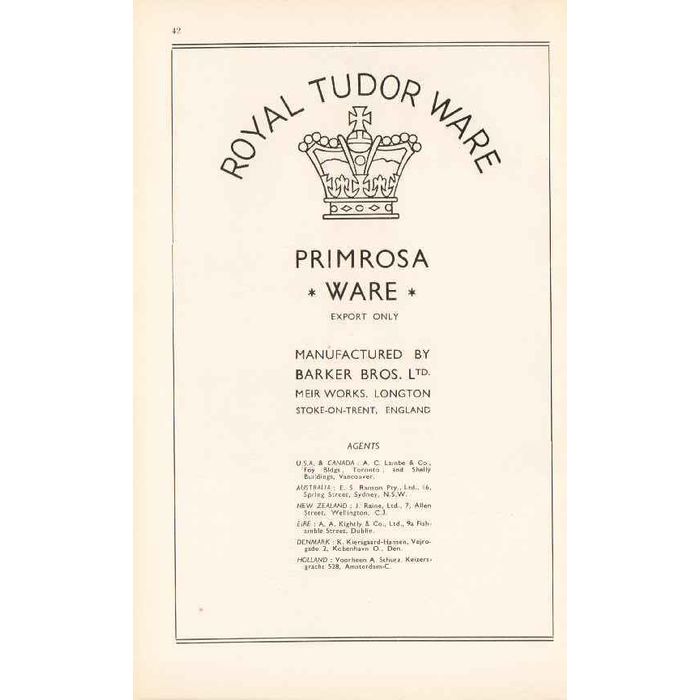 42
ROYAL TUDOR WARE
PRIMROSA
* WARE *
EXPORT ONLY
MANUFACTURED BY
BARKER BROS. LTD.
MEIR WORKS, LONGTON
STOKE-ON-TRENT, ENGLAND
AGENTS
U.S.A. & CANADA : A. C. Lambe & Co.,
Foy Bldgs., Toronto ; and Shelly
Buildings, Vancouver.
AUSTRALIA : E. S. Ranson Pty., Ltd., 16,
Spring Street, Sydney, N.S.W.
NEW ZEALAND : J. Raine, Ltd., 7, Allen
Street, Wellington, C.3.
EIRE : A. A. Kightly & Co., Ltd., 9a Fish-
amble Street, Dublin.
DENMARK : K. Kiersgaard-Hansen, Vejro-
gade 2, Kobenhavn O., Den.
HOLLAND : Voorheen A. Schurz, Keizers-
gracht 528, Amsterdam-C.